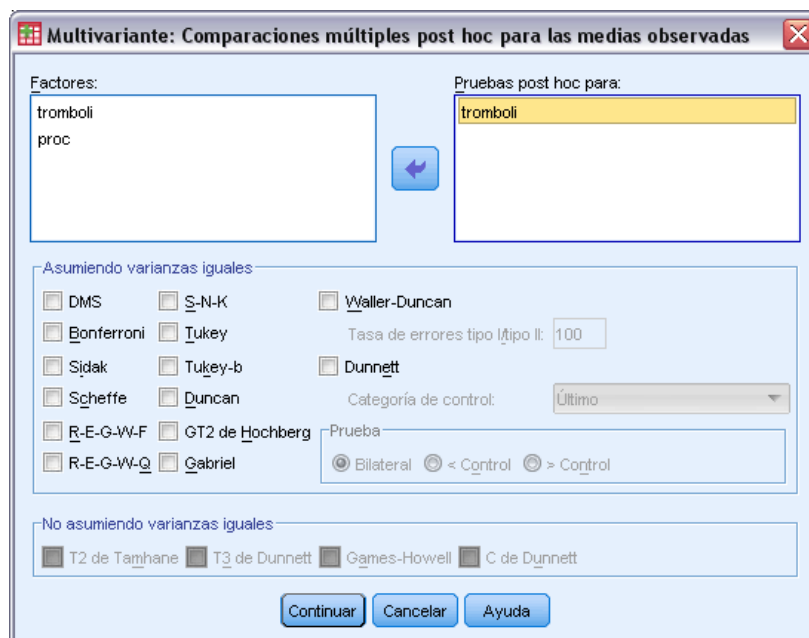 Multivariante: Comparaciones múltiples post hoc para las medias observadas
Factores:
tromboli
proc
Pruebas post hoc para:
tromboli
Asumiendo varianzas iguales
DMS
S-N-K
Waller-Duncan
Bonferroni
Tukey
Tasa de errores tipo I/tipo II: 100
Sidak
Tukey-b
Dunnett
Scheffe
Duncan
Categoría de control: Último
R-E-G-W-F
GT2 de Hochberg
Prueba
R-E-G-W-Q
Gabriel
Bilateral < Control > Control
No asumiendo varianzas iguales
T2 de Tamhane T3 de Dunnett Games-Howell C de Dunnett
Continuar Cancelar Ayuda